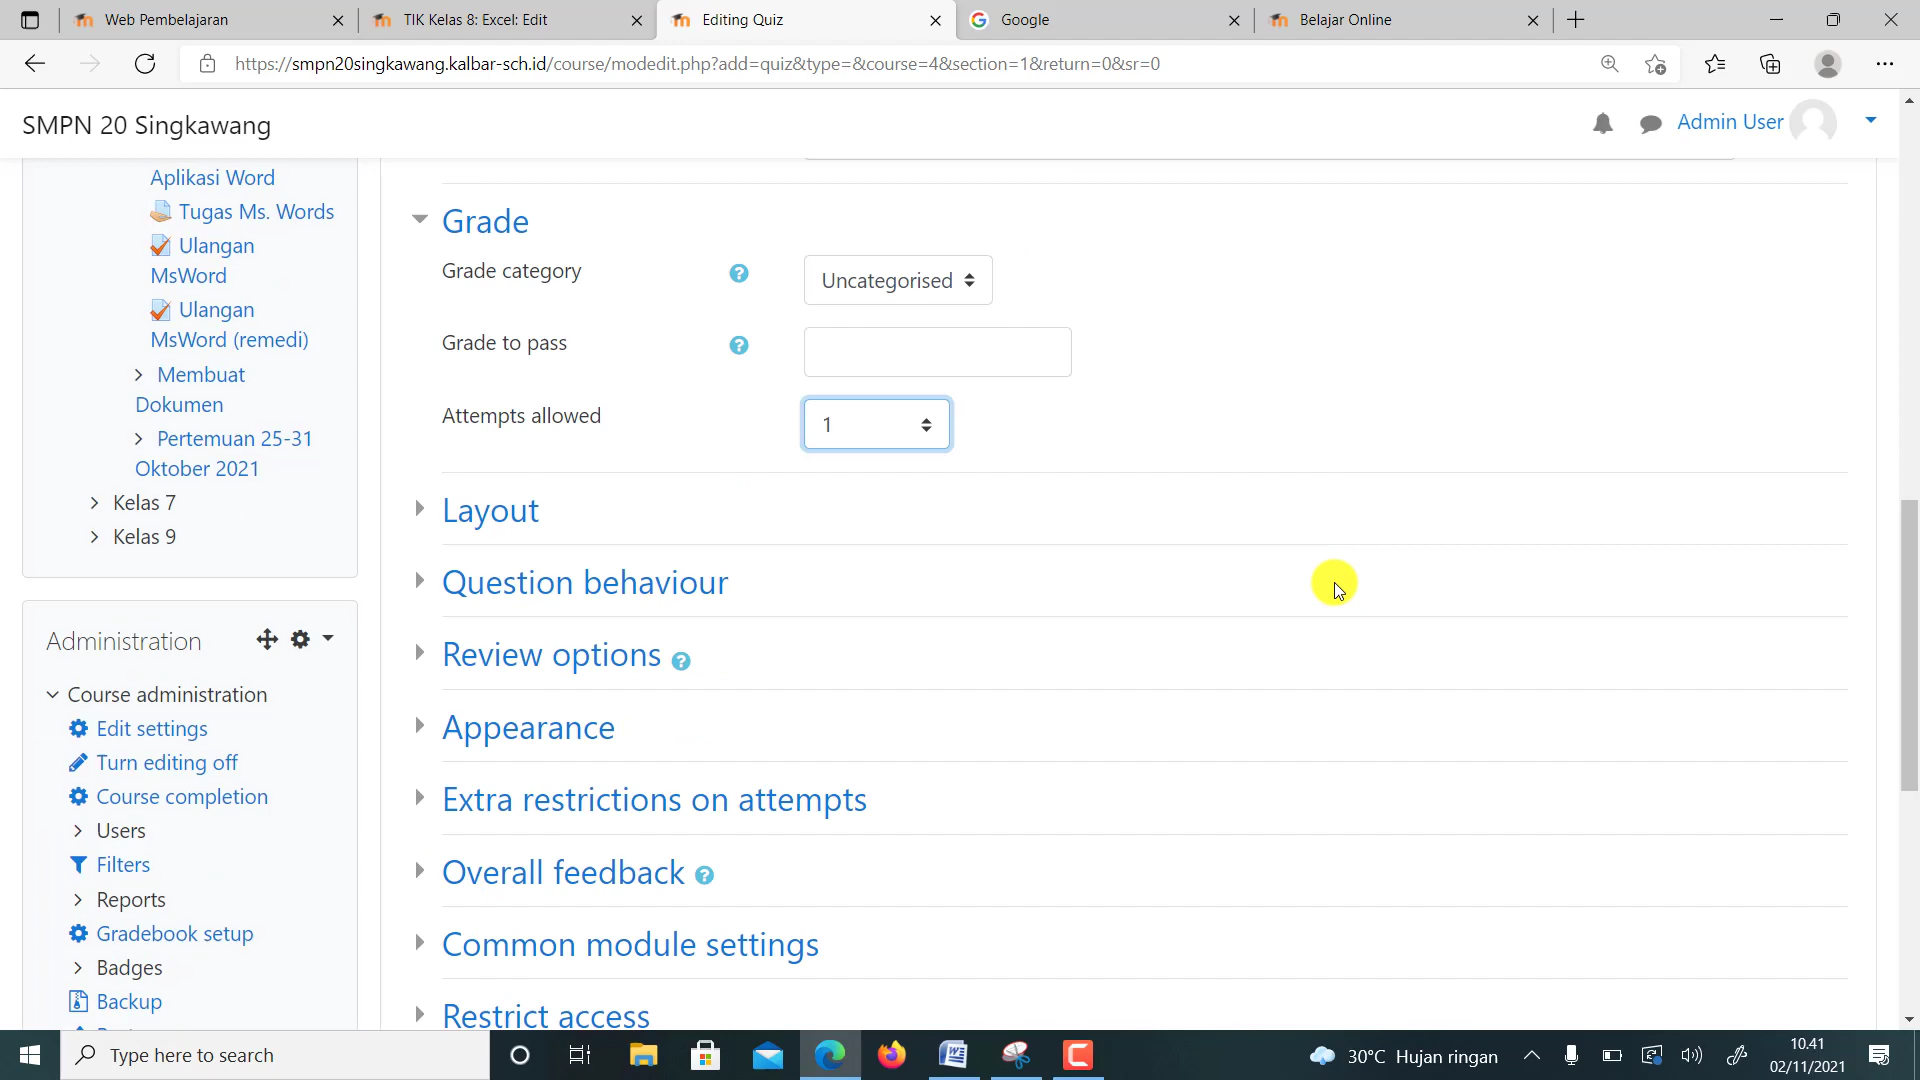 Web Pembelajaran
TIK Kelas 8: Excel: Edit
Editing Quiz
Google
Belajar Online
https://smpn20singkawang.kalbar-sch.id/course/modedit.php?add=quiz&type=&course=4&section=1&return=0&sr=0
SMPN 20 Singkawang
Admin User
Aplikasi Word
Tugas Ms. Words
Ulangan
MsWord
Ulangan
MsWord (remedi)
Membuat
Dokumen
Pertemuan 25-31
Oktober 2021
Kelas 7
Kelas 9
Administration
Course administration
Edit settings
Turn editing off
Course completion
Users
Filters
Reports
Gradebook setup
Badges
Backup
Grade
Grade category
Uncategorised
Grade to pass
Attempts allowed
1
Layout
Question behaviour
Review options
Appearance
Extra restrictions on attempts
Overall feedback
Common module settings
Restrict access
Type here to search
30°C Hujan ringan
10.41
02/11/2021